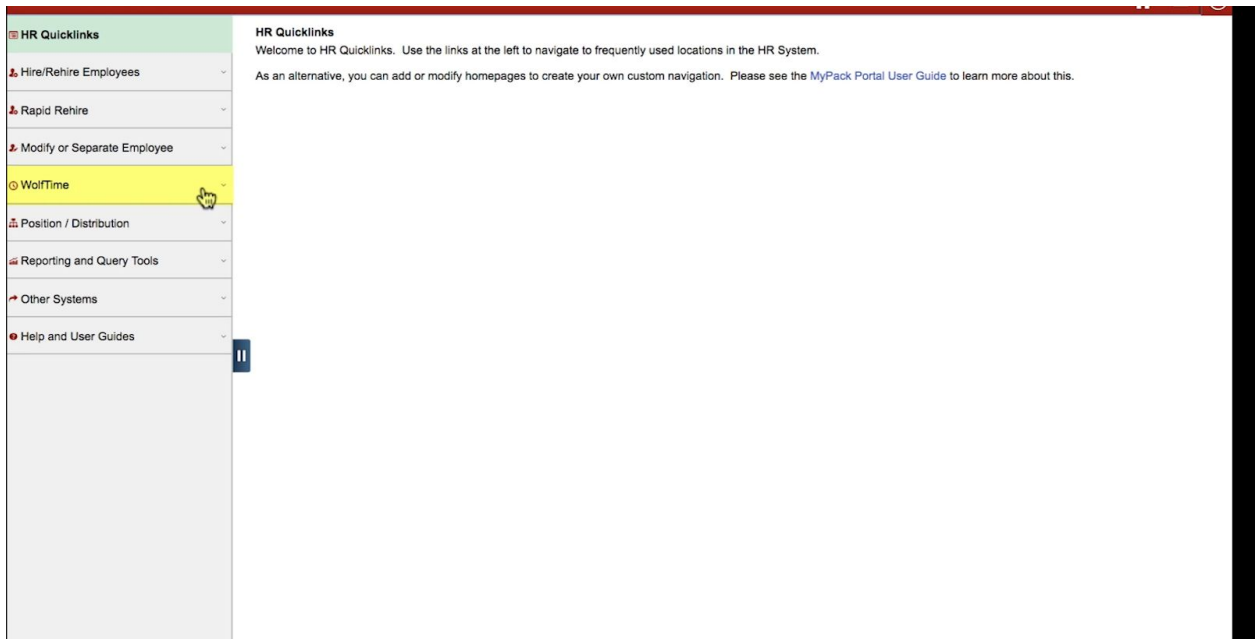 HR Quicklinks
Hire/Rehire Employees
Rapid Rehire
Modify or Separate Employee
WolfTime
Position / Distribution
Reporting and Query Tools
Other Systems
Help and User Guides
HR Quicklinks
Welcome to HR Quicklinks. Use the links at the left to navigate to frequently used locations in the HR System.
As an alternative, you can add or modify homepages to create your own custom navigation. Please see the MyPack Portal User Guide to learn more about this.